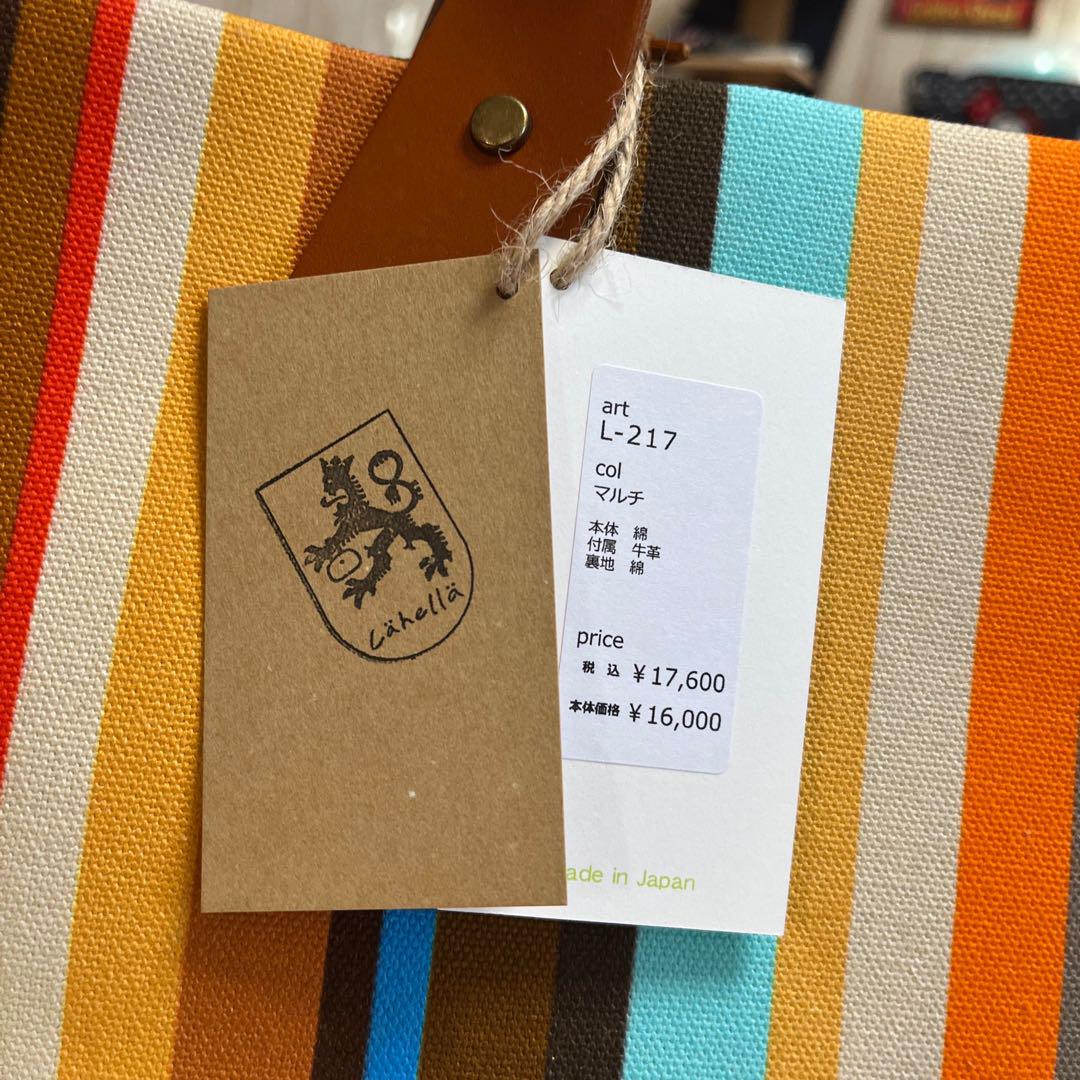 Lähellä
art
L-217
col
マルチ
本体 綿
付属 牛革
裏地 綿
price
税 込 ¥17,600
本体価格 ¥16,000
ade in Japan